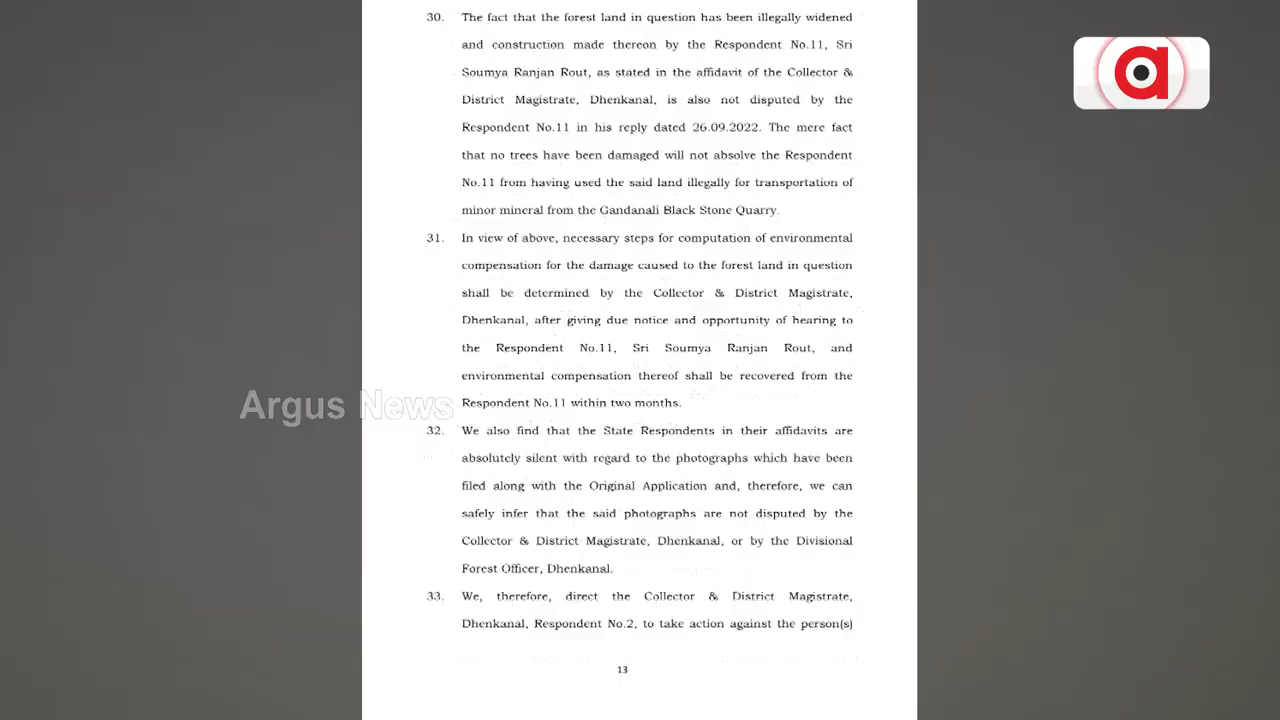 30. The fact that the forest land in question has been illegally widened
and construction made thereon by the Respondent No.11, Sri
Soumya Ranjan Rout, as stated in the affidavit of the Collector &
District Magistrate, Dhenkanal, is also not disputed by the
Respondent No.11 in his reply dated 26.09.2022. The mere fact
that no trees have been damaged will not absolve the Respondent
No.11 from having used the said land illegally for transportation of
minor mineral from the Gandanali Black Stone Quarry.
31. In view of above, necessary steps for computation of environmental
compensation for the damage caused to the forest land in question
shall be determined by the Collector & District Magistrate,
Dhenkanal, after giving due notice and opportunity of hearing to
the Respondent No.11, Sri Soumya Ranjan Rout, and
environmental compensation thereof shall be recovered from the
Respondent No.11 within two months.
Argus News
32. We also find that the State Respondents in their affidavits are
absolutely silent with regard to the photographs which have been
filed along with the Original Application and, therefore, we can
safely infer that the said photographs are not disputed by the
Collector & District Magistrate, Dhenkanal, or by the Divisional
Forest Officer, Dhenkanal.
33. We, therefore, direct the Collector & District Magistrate,
Dhenkanal, Respondent No.2, to take action against the person(s)
13
a